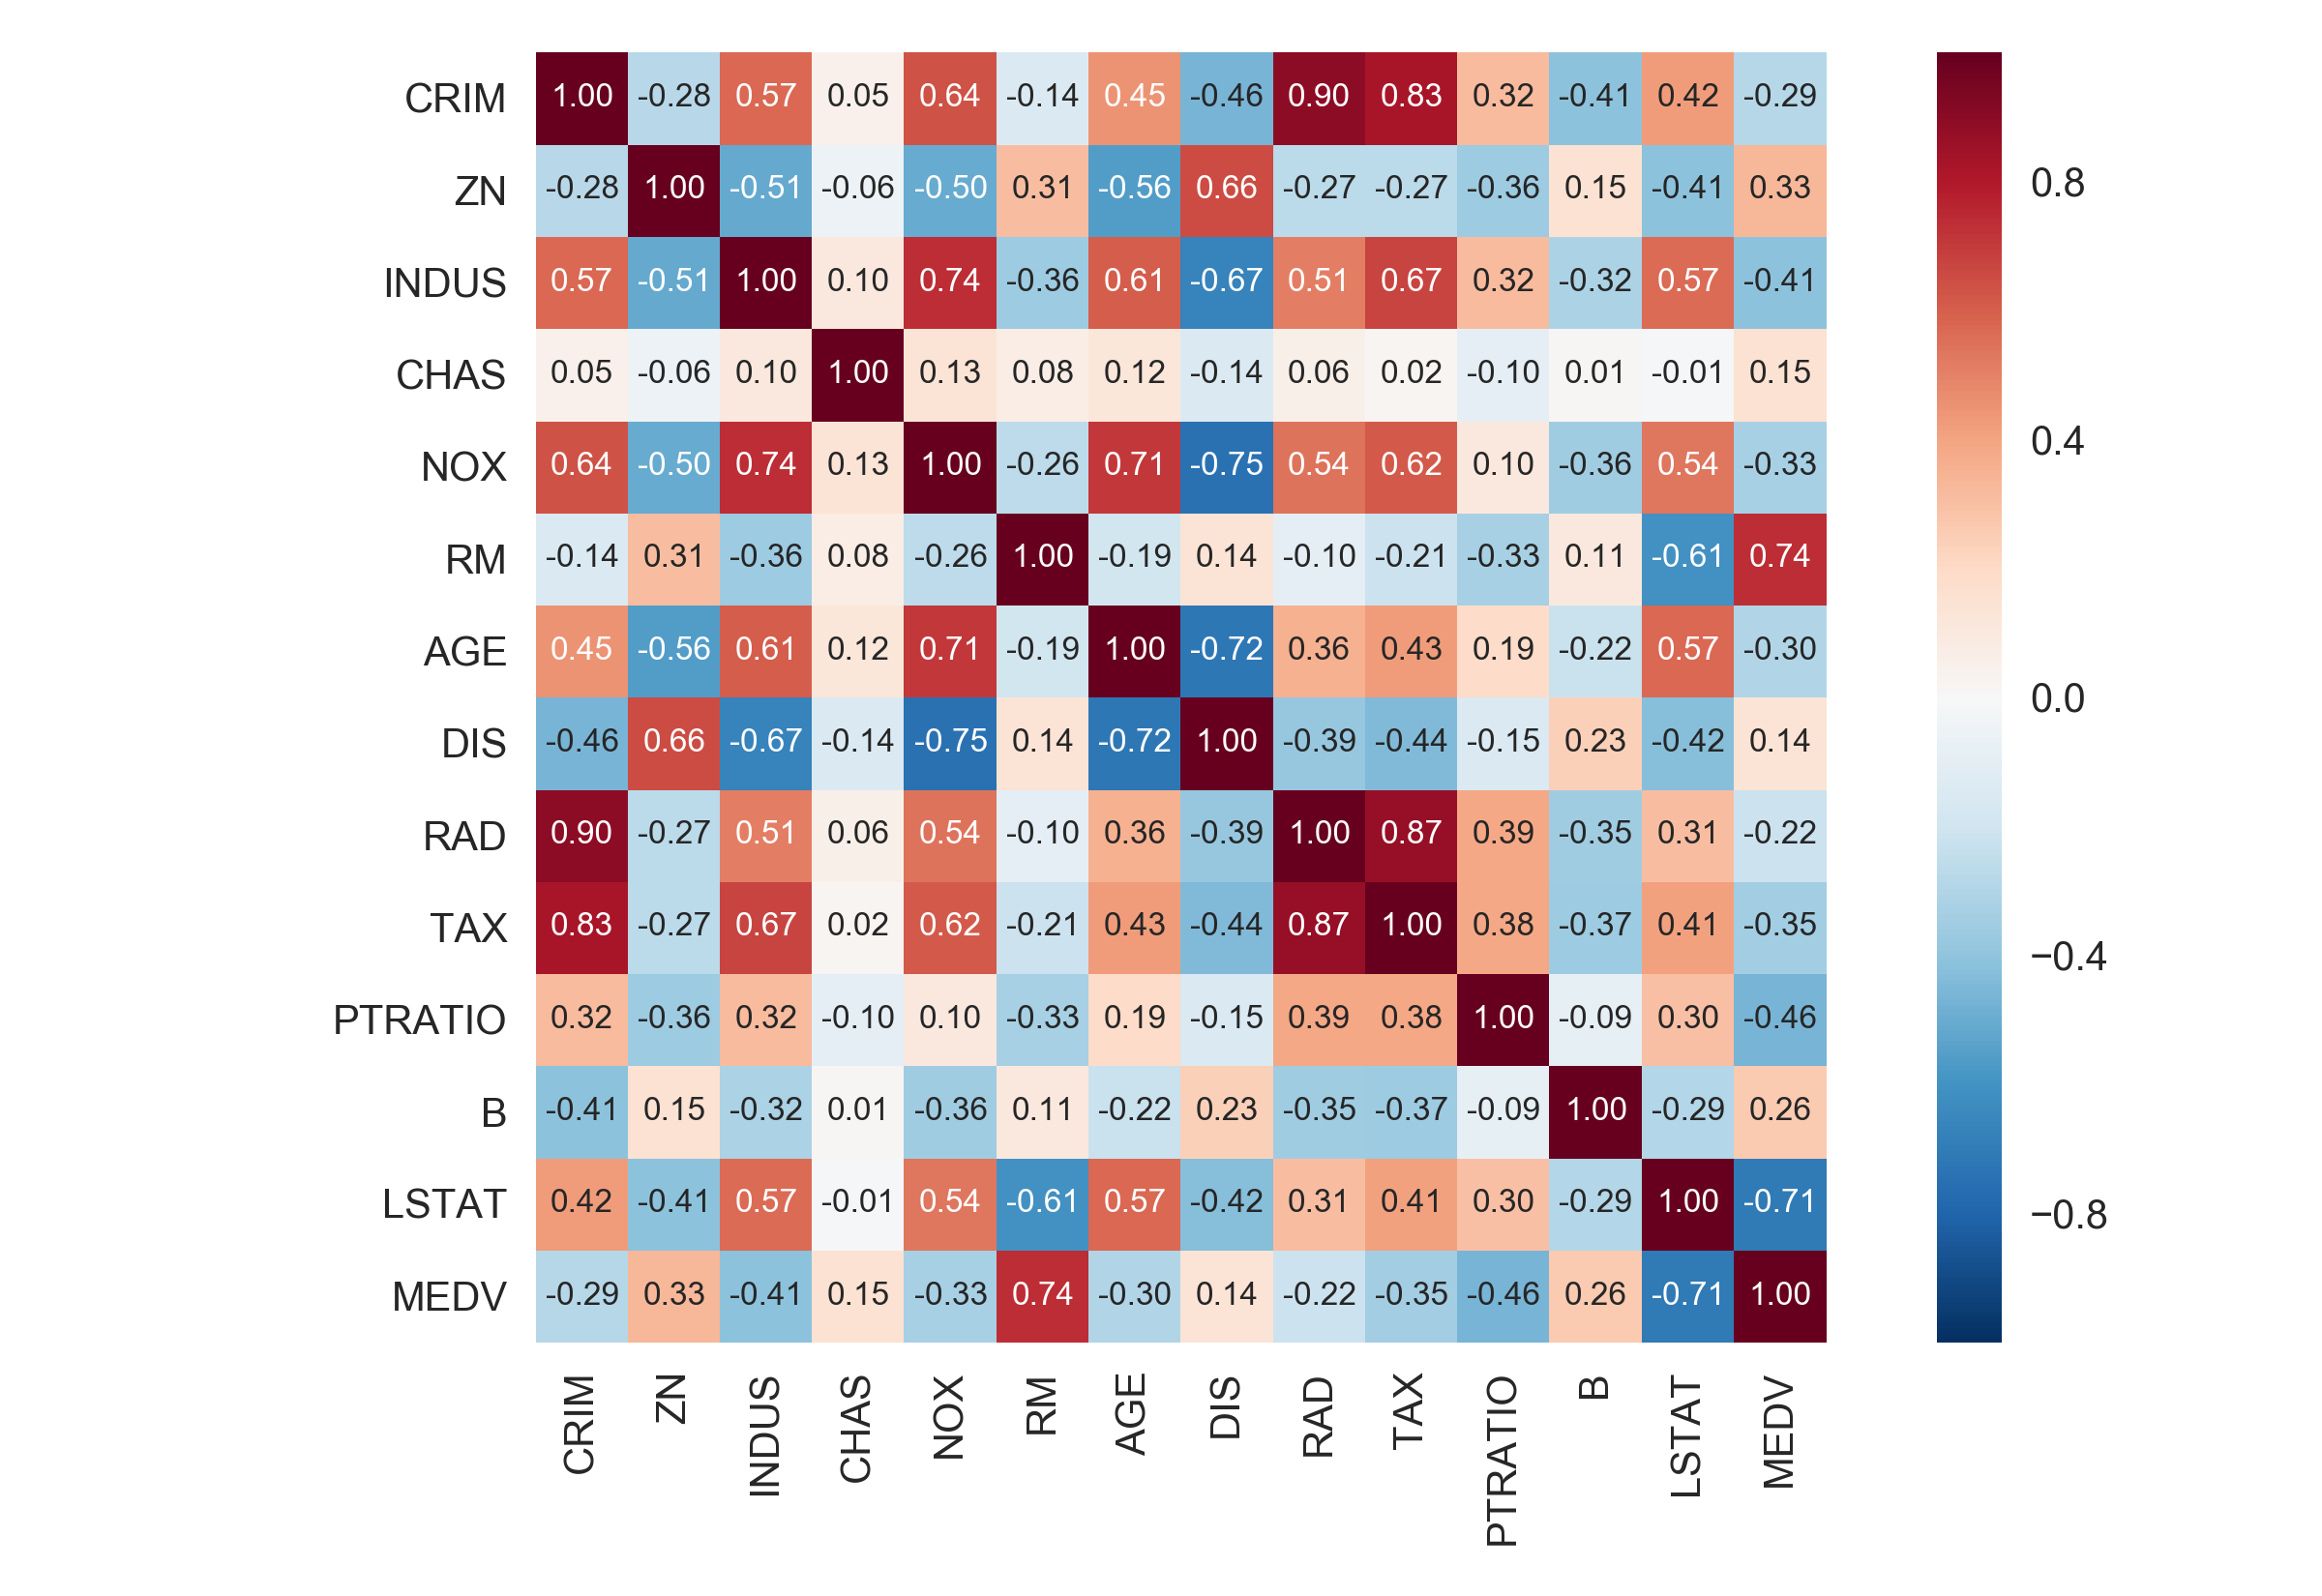 CRIM 1.00 -0.28 0.57 0.05 0.64 -0.14 0.45 -0.46 0.90 0.83 0.32 -0.41 0.42 -0.29
ZN -0.28 1.00 -0.51 -0.06 -0.50 0.31 -0.56 0.66 -0.27 -0.27 -0.36 0.15 -0.41 0.33
INDUS 0.57 -0.51 1.00 0.10 0.74 -0.36 0.61 -0.67 0.51 0.67 0.32 -0.32 0.57 -0.41
CHAS 0.05 -0.06 0.10 1.00 0.13 0.08 0.12 -0.14 0.06 0.02 -0.10 0.01 -0.01 0.15
NOX 0.64 -0.50 0.74 0.13 1.00 -0.26 0.71 -0.75 0.54 0.62 0.10 -0.36 0.54 -0.33
RM -0.14 0.31 -0.36 0.08 -0.26 1.00 -0.19 0.14 -0.10 -0.21 -0.33 0.11 -0.61 0.74
AGE 0.45 -0.56 0.61 0.12 0.71 -0.19 1.00 -0.72 0.36 0.43 0.19 -0.22 0.57 -0.30
DIS -0.46 0.66 -0.67 -0.14 -0.75 0.14 -0.72 1.00 -0.39 -0.44 -0.15 0.23 -0.42 0.14
RAD 0.90 -0.27 0.51 0.06 0.54 -0.10 0.36 -0.39 1.00 0.87 0.39 -0.35 0.31 -0.22
TAX 0.83 -0.27 0.67 0.02 0.62 -0.21 0.43 -0.44 0.87 1.00 0.38 -0.37 0.41 -0.35
PTRATIO 0.32 -0.36 0.32 -0.10 0.10 -0.33 0.19 -0.15 0.39 0.38 1.00 -0.09 0.30 -0.46
B -0.41 0.15 -0.32 0.01 -0.36 0.11 -0.22 0.23 -0.35 -0.37 -0.09 1.00 -0.29 0.26
LSTAT 0.42 -0.41 0.57 -0.01 0.54 -0.61 0.57 -0.42 0.31 0.41 0.30 -0.29 1.00 -0.71
MEDV -0.29 0.33 -0.41 0.15 -0.33 0.74 -0.30 0.14 -0.22 -0.35 -0.46 0.26 -0.71 1.00
CRIM ZN INDUS CHAS NOX RM AGE DIS RAD TAX PTRATIO B LSTAT MEDV
0.8
0.4
0.0
−0.4
−0.8